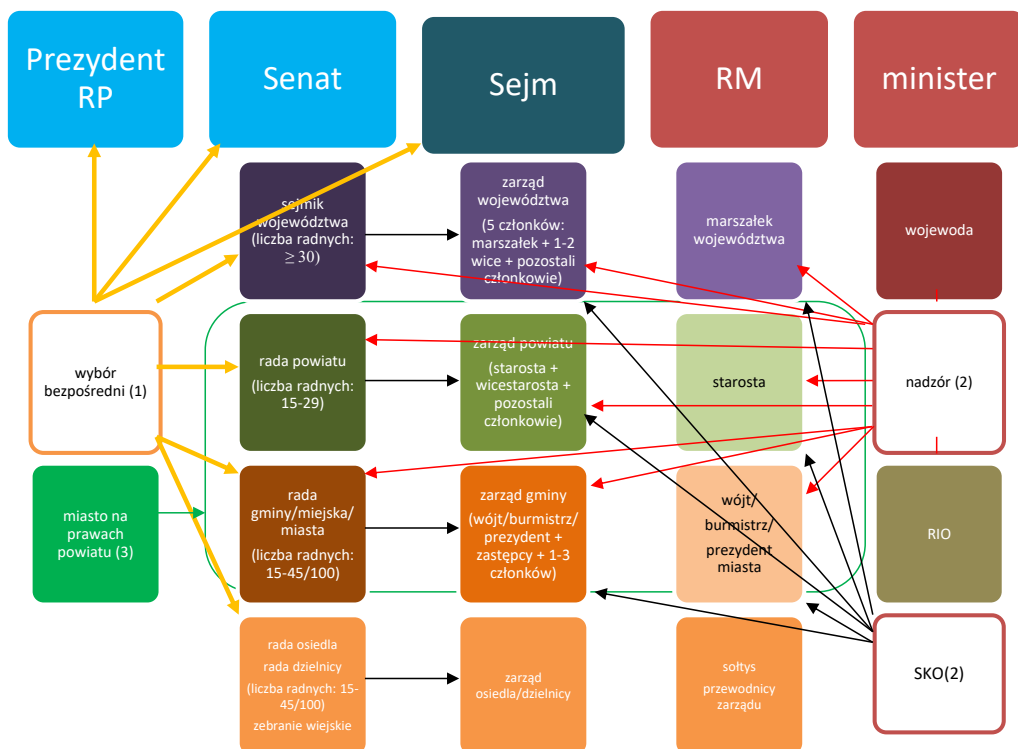 Prezydent
RP
Senat
Sejm
RM
minister
sejmik
województwa
(liczba radnych:
≥ 30)
zarząd
województwa
(5 członków:
marszałek + 1-2
wice + pozostali
członkowie)
marszałek
województwa
wojewoda
wybór
bezpośredni (1)
rada powiatu
(liczba radnych:
15-29)
zarząd powiatu
(starosta +
wicestarosta +
pozostali
członkowie)
starosta
nadzór (2)
miasto na
prawach
powiatu (3)
rada
gminy/miejska/
miasta
(liczba radnych:
15-45/100)
zarząd gminy
(wójt/burmistrz/
prezydent +
zastępcy + 1-3
członków)
wójt/
burmistrz/
prezydent
miasta
RIO
rada osiedla
rada dzielnicy
(liczba radnych: 15-
45/100)
zebranie wiejskie
zarząd
osiedla/dzielnicy
sołtys
przewodnicy
zarządu
SKO(2)